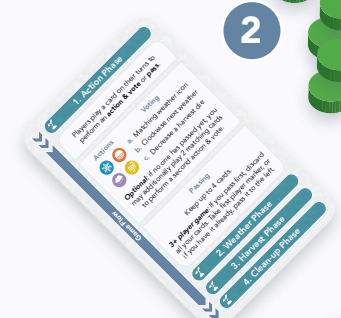 2
1. Action Phase
Players play a card on their turns to
perform an action & vote or pass.
Actions
Voting
a. Matching weather icon
b. Clockwise next weather
c. Decrease a harvest die
Optional: if no one has passed yet, you
may additionally play 2 matching cards
to perform a second action & vote.
Passing
Keep up to 4 cards.
3+ player game: If you pass first, discard
all your cards. Take first player marker, or
if you have it already, pass it to the left.
2. Weather Phase
3. Harvest Phase
4. Clean-up Phase
Game Flow